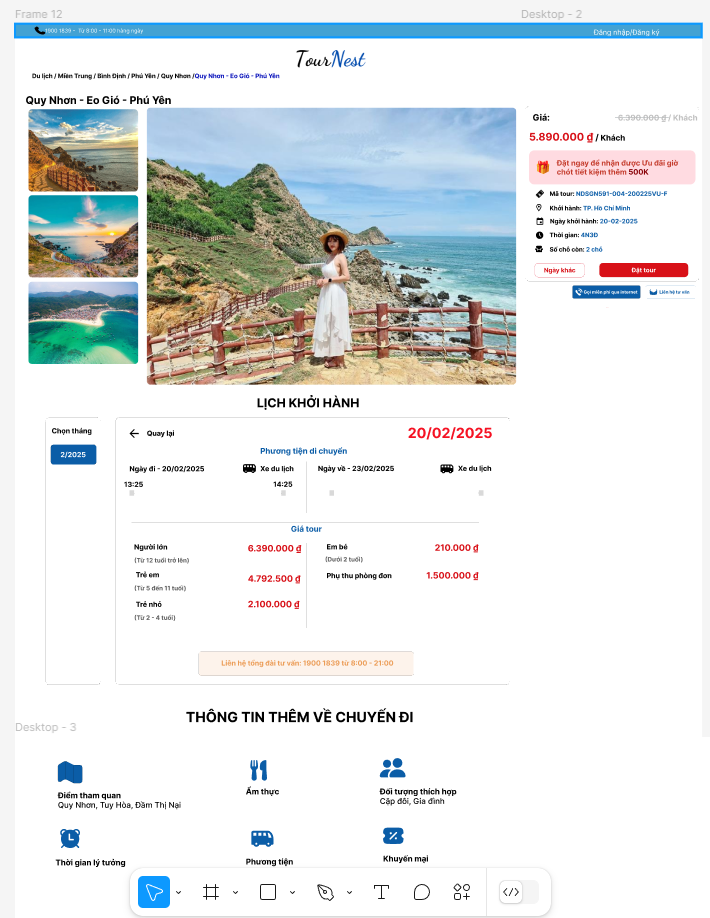 Frame 12
Desktop - 2
1900 1839 - Từ 8:00 - 11:00 hàng ngày
Đăng nhập/Đăng ký
TourNest
Du lịch / Miền Trung / Bình Định / Phú Yên / Quy Nhơn /Quy Nhơn - Eo Gió - Phú Yên
Quy Nhơn - Eo Gió - Phú Yên
Giá:
6.390.000 ₫ / Khách
5.890.000 ₫ / Khách
Đặt ngay để nhận được Ưu đãi giờ
chót tiết kiệm thêm 500K
Mã tour: NDSGN591-004-200225VU-F
Khởi hành: TP. Hồ Chí Minh
Ngày khởi hành: 20-02-2025
Thời gian: 4N3Đ
Số chỗ còn: 2 chỗ
Ngày khác
Đặt tour
Gọi miễn phí qua internet
Liên hệ tư vấn
LỊCH KHỞI HÀNH
Chọn tháng
2/2025
Quay lại
20/02/2025
Phương tiện di chuyển
Ngày đi - 20/02/2025
Xe du lịch
Ngày về - 23/02/2025
Xe du lịch
13:25
14:25
Giá tour
Người lớn
6.390.000 ₫
Em bé
210.000 ₫
(Từ 12 tuổi trở lên)
(Dưới 2 tuổi)
Trẻ em
4.792.500 ₫
Phụ thu phòng đơn
1.500.000 ₫
(Từ 5 đến 11 tuổi)
Trẻ nhỏ
2.100.000 ₫
(Từ 2 - 4 tuổi)
Liên hệ tổng đài tư vấn: 1900 1839 từ 8:00 - 21:00
THÔNG TIN THÊM VỀ CHUYẾN ĐI
Desktop - 3
Điểm tham quan
Quy Nhơn, Tuy Hòa, Đầm Thị Nại
Ẩm thực
Đối tượng thích hợp
Cặp đôi, Gia đình
Thời gian lý tưởng
Phương tiện
Khuyến mại